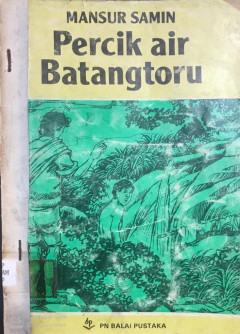 MANSUR SAMIN
Percik air
Batangtoru
PN BALAI PUSTAKA